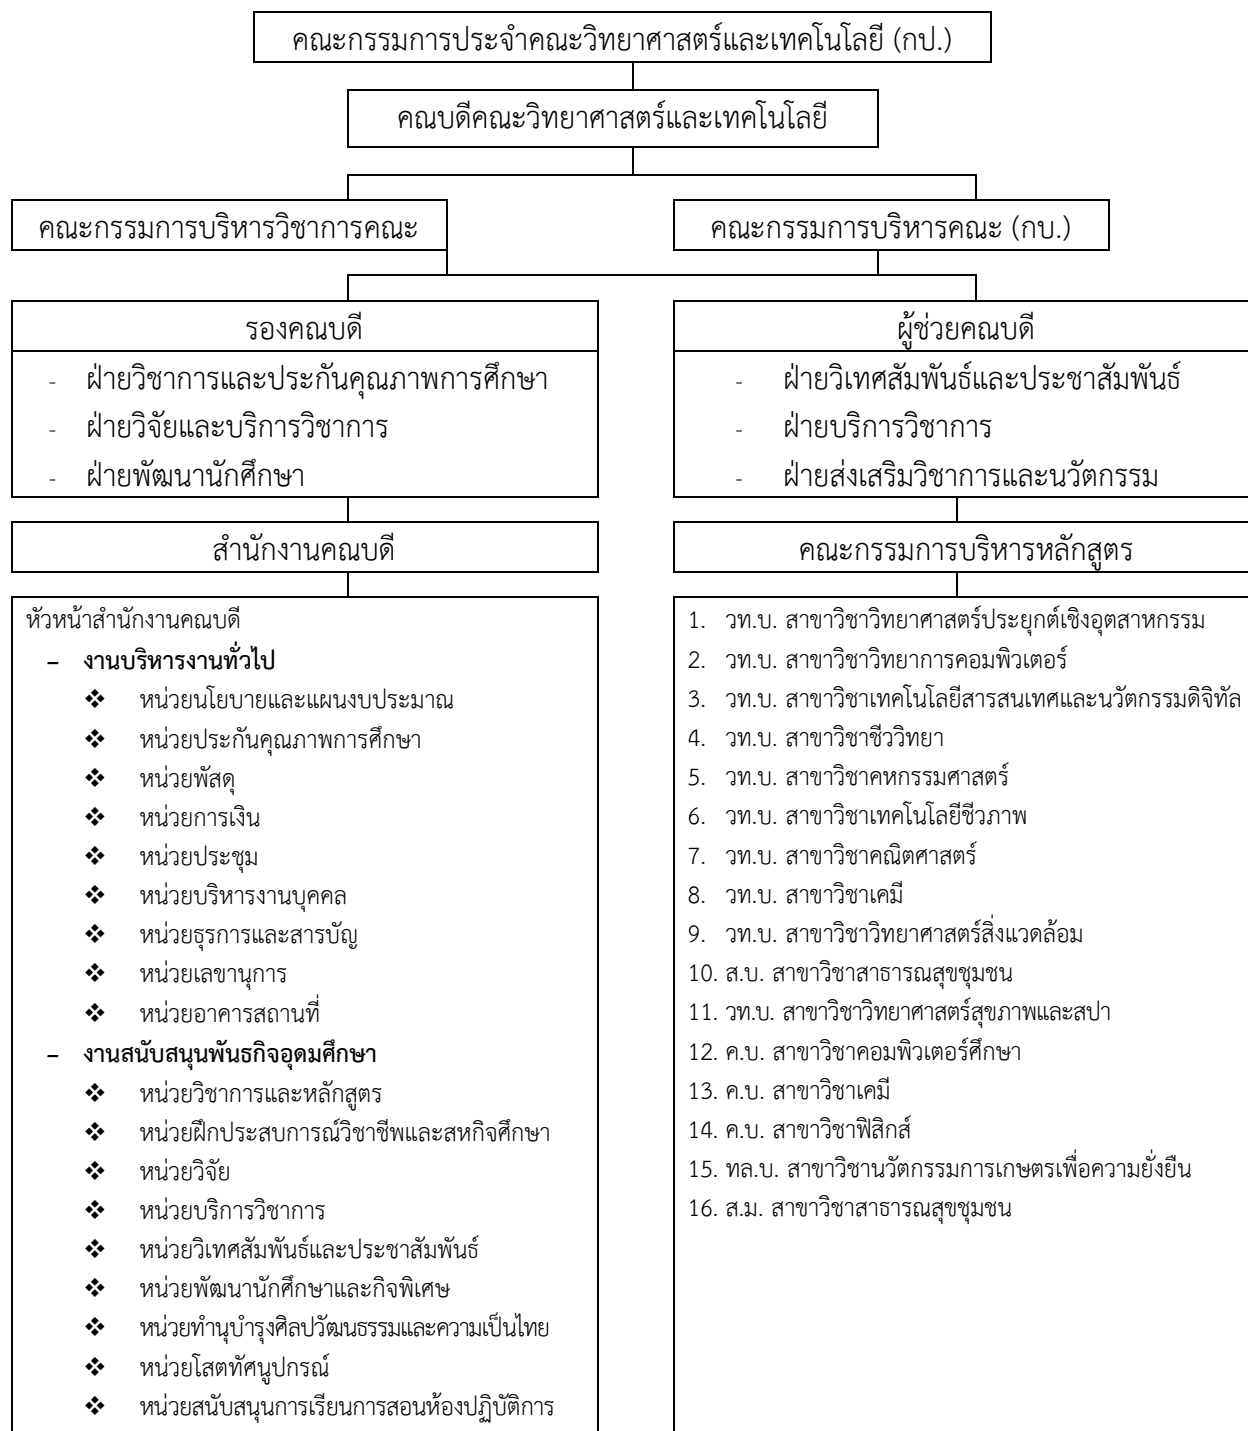 คณะกรรมการประจำคณะวิทยาศาสตร์และเทคโนโลยี (กป.)
คณบดีคณะวิทยาศาสตร์และเทคโนโลยี
คณะกรรมการบริหารวิชาการคณะ
คณะกรรมการบริหารคณะ (กบ.)
รองคณบดี
- ฝ่ายวิชาการและประกันคุณภาพการศึกษา
- ฝ่ายวิจัยและบริการวิชาการ
- ฝ่ายพัฒนานักศึกษา
ผู้ช่วยคณบดี
- ฝ่ายวิเทศสัมพันธ์และประชาสัมพันธ์
- ฝ่ายบริการวิชาการ
- ฝ่ายส่งเสริมวิชาการและนวัตกรรม
สำนักงานคณบดี
หัวหน้าสำนักงานคณบดี
– งานบริหารงานทั่วไป
❖ หน่วยนโยบายและแผนงบประมาณ
❖ หน่วยประกันคุณภาพการศึกษา
❖ หน่วยพัสดุ
❖ หน่วยการเงิน
❖ หน่วยประชุม
❖ หน่วยบริหารงานบุคคล
❖ หน่วยธุรการและสารบัญ
❖ หน่วยเลขานุการ
❖ หน่วยอาคารสถานที่
– งานสนับสนุนพันธกิจอุดมศึกษา
❖ หน่วยวิชาการและหลักสูตร
❖ หน่วยฝึกประสบการณ์วิชาชีพและสหกิจศึกษา
❖ หน่วยวิจัย
❖ หน่วยบริการวิชาการ
❖ หน่วยวิเทศสัมพันธ์และประชาสัมพันธ์
❖ หน่วยพัฒนานักศึกษาและกิจพิเศษ
❖ หน่วยทำนุบำรุงศิลปวัฒนธรรมและความเป็นไทย
❖ หน่วยโสตทัศนูปกรณ์
❖ หน่วยสนับสนุนการเรียนการสอนห้องปฏิบัติการ
คณะกรรมการบริหารหลักสูตร
1. วท.บ. สาขาวิชาวิทยาศาสตร์ประยุกต์เชิงอุตสาหกรรม
2. วท.บ. สาขาวิชาวิทยาการคอมพิวเตอร์
3. วท.บ. สาขาวิชาเทคโนโลยีสารสนเทศและนวัตกรรมดิจิทัล
4. วท.บ. สาขาวิชาชีววิทยา
5. วท.บ. สาขาวิชาคหกรรมศาสตร์
6. วท.บ. สาขาวิชาเทคโนโลยีชีวภาพ
7. วท.บ. สาขาวิชาคณิตศาสตร์
8. วท.บ. สาขาวิชาเคมี
9. วท.บ. สาขาวิชาวิทยาศาสตร์สิ่งแวดล้อม
10. ส.บ. สาขาวิชาสาธารณสุขชุมชน
11. วท.บ. สาขาวิชาวิทยาศาสตร์สุขภาพและสปา
12. ค.บ. สาขาวิชาคอมพิวเตอร์ศึกษา
13. ค.บ. สาขาวิชาเคมี
14. ค.บ. สาขาวิชาฟิสิกส์
15. ทล.บ. สาขาวิชานวัตกรรมการเกษตรเพื่อความยั่งยืน
16. ส.ม. สาขาวิชาสาธารณสุขชุมชน